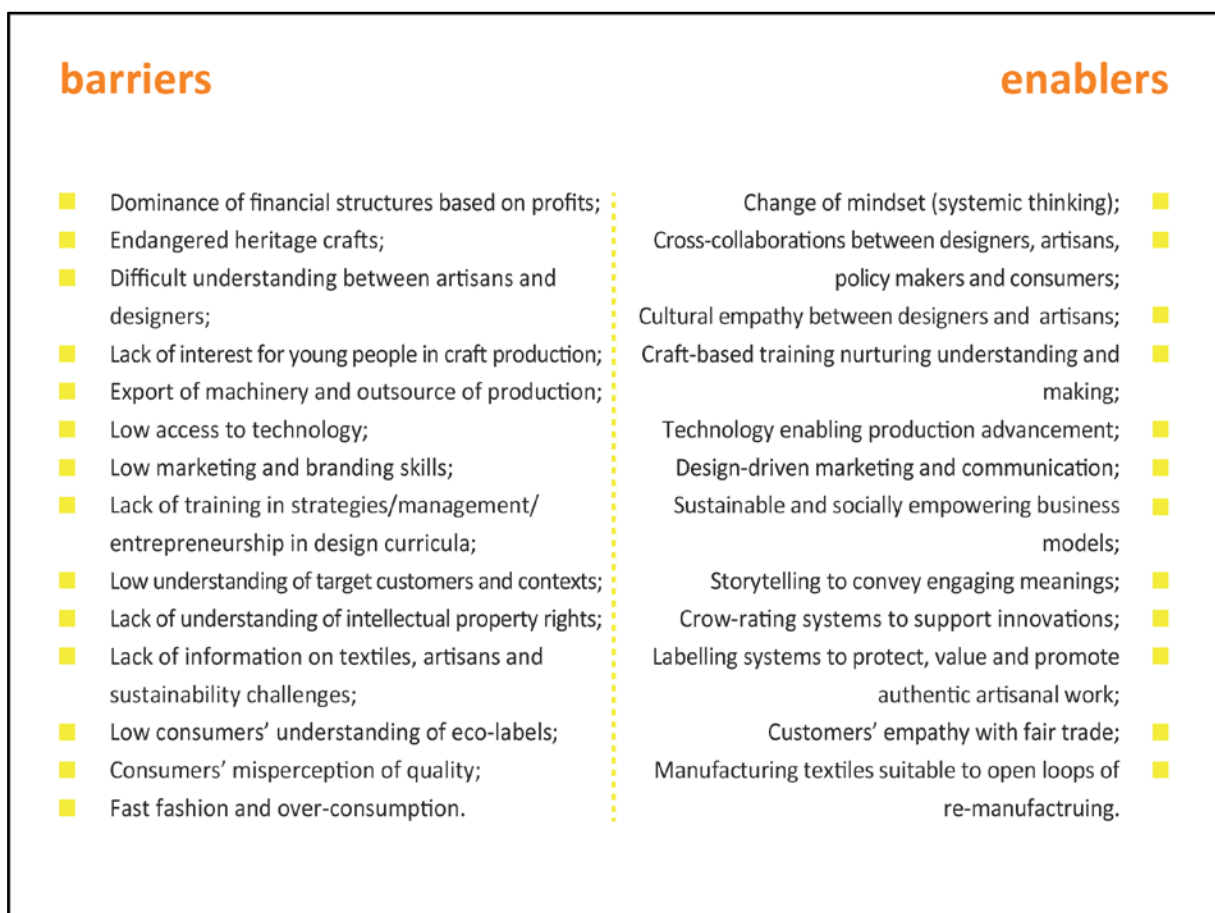 barriers
enablers
Dominance of financial structures based on profits;
Endangered heritage crafts;
Difficult understanding between artisans and
designers;
Lack of interest for young people in craft production;
Export of machinery and outsource of production;
Low access to technology;
Low marketing and branding skills;
Lack of training in strategies/management/
entrepreneurship in design curricula;
Low understanding of target customers and contexts;
Lack of understanding of intellectual property rights;
Lack of information on textiles, artisans and
sustainability challenges;
Low consumers’ understanding of eco-labels;
Consumers’ misperception of quality;
Fast fashion and over-consumption.
Change of mindset (systemic thinking);
Cross-collaborations between designers, artisans,
policy makers and consumers;
Cultural empathy between designers and artisans;
Craft-based training nurturing understanding and
making;
Technology enabling production advancement;
Design-driven marketing and communication;
Sustainable and socially empowering business
models;
Storytelling to convey engaging meanings;
Crow-rating systems to support innovations;
Labelling systems to protect, value and promote
authentic artisanal work;
Customers’ empathy with fair trade;
Manufacturing textiles suitable to open loops of
re-manufactruing.